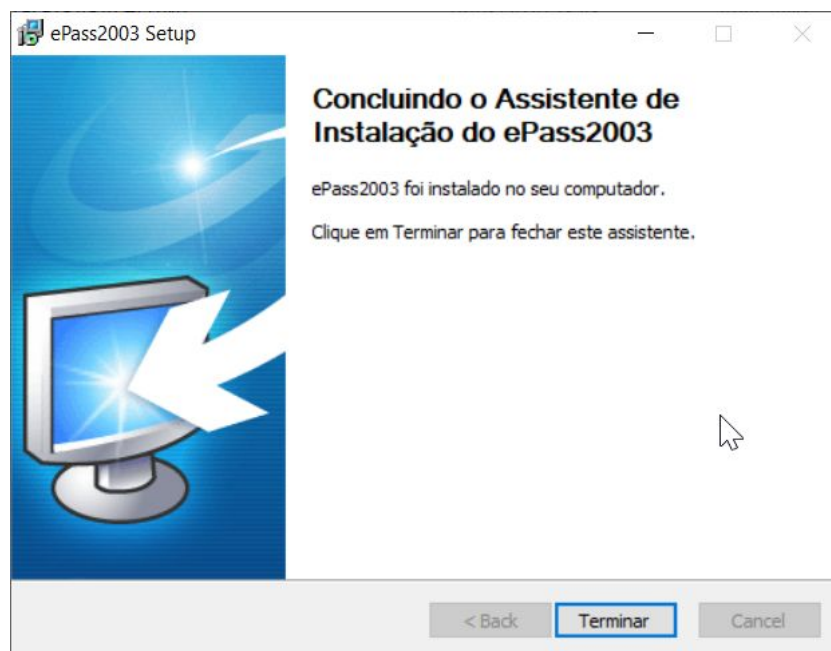 ePass2003 Setup
Concluindo o Assistente de
Instalação do ePass2003
ePass2003 foi instalado no seu computador.
Clique em Terminar para fechar este assistente.
< Back
Terminar
Cancel